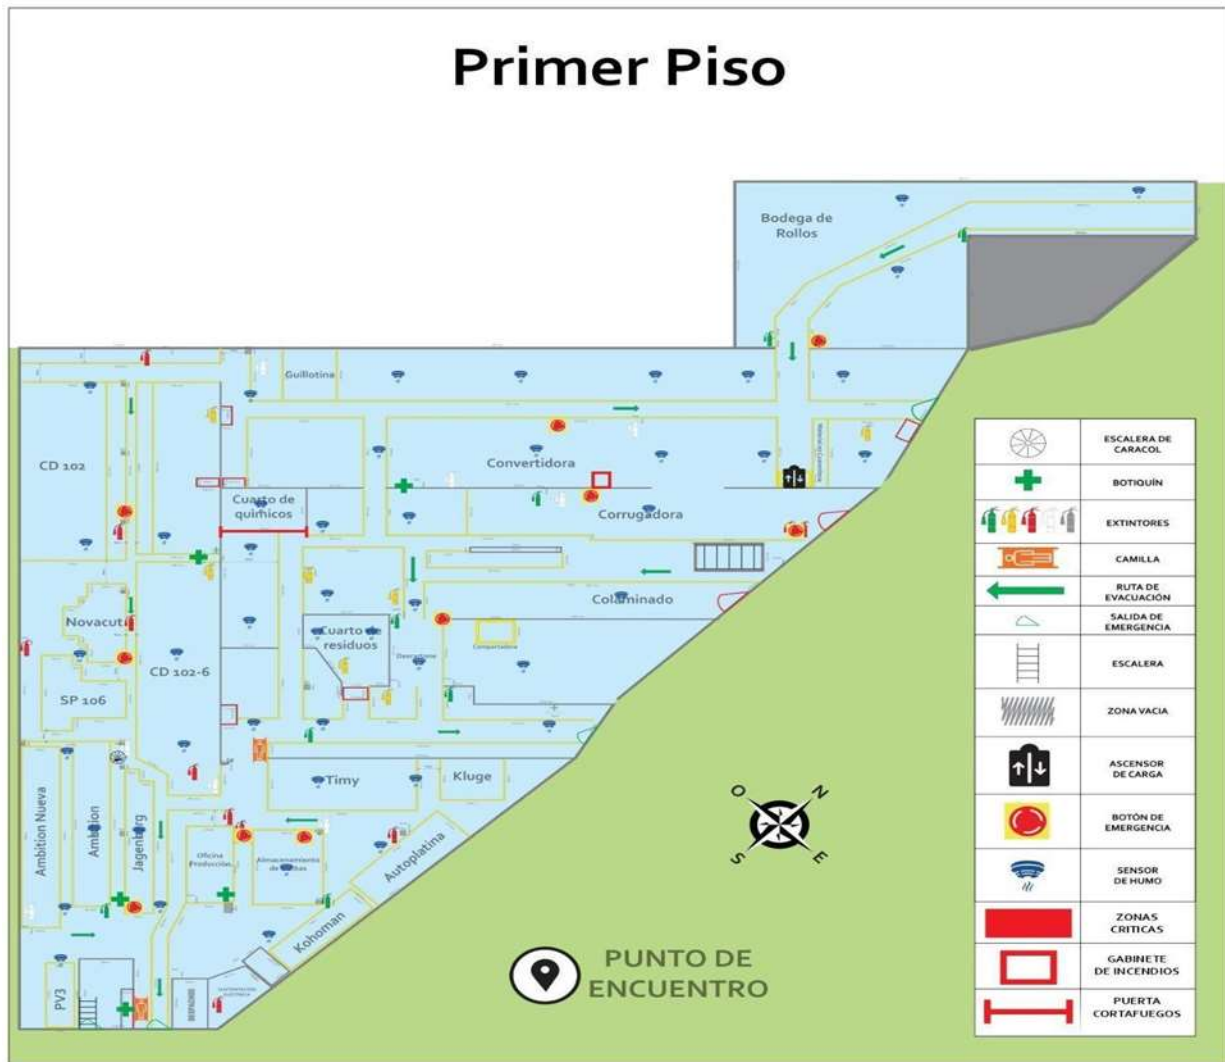 Primer Piso
Bodega de
Rollos
Guillotina
CD 102
Convertidora
Cuarto de
químicos
Corrugadora
Colaminado
Novacut
Cuarto de
residuos
Descartone
Compactadora
CD 102-6
SP 106
Timy
Kluge
Ambition Nueva
Ambition
Jagenberg
Oficina
Producción
Almacenamiento
Autoplatina
Kohoman
PV3
DESPACHOS
O
N
S
E
PUNTO DE
ENCUENTRO
ESCALERA DE
CARACOL
BOTIQUÍN
EXTINTORES
CAMILLA
RUTA DE
EVACUACIÓN
SALIDA DE
EMERGENCIA
ESCALERA
ZONA VACIA
ASCENSOR
DE CARGA
BOTÓN DE
EMERGENCIA
SENSOR
DE HUMO
ZONAS
CRITICAS
GABINETE
DE INCENDIOS
PUERTA
CORTAFUEGOS